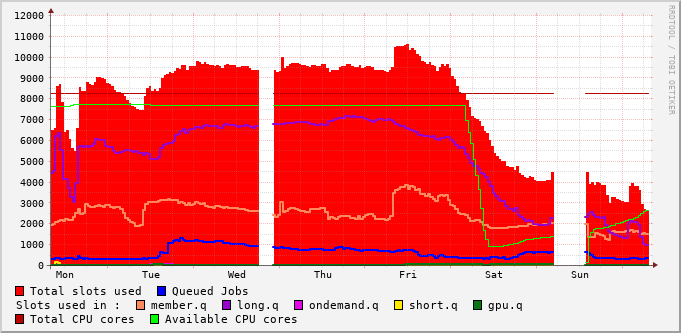 12000
11000
10000
9000
8000
7000
6000
5000
4000
3000
2000
1000
0
Mon Tue Wed Thu Fri Sat Sun
RRDTOOL / TOBI OETIKER
Total slots used Queued Jobs
Slots used in : member.q long.q ondemand.q short.q gpu.q
Total CPU cores Available CPU cores